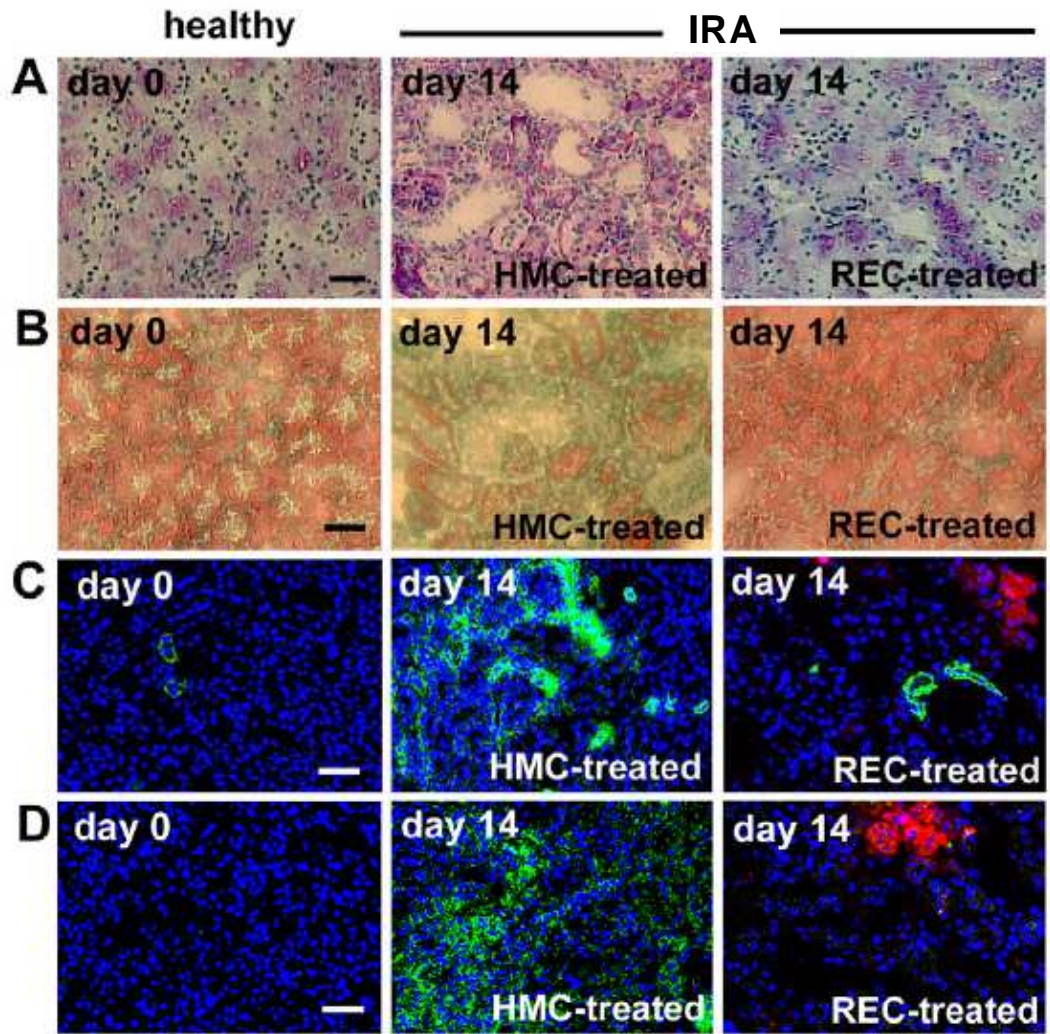 healthy IRA
A day 0 day 14 day 14
HMC-treated REC-treated
B day 0 day 14 day 14
HMC-treated REC-treated
C day 0 day 14 day 14
HMC-treated REC-treated
D day 0 day 14 day 14
HMC-treated REC-treated